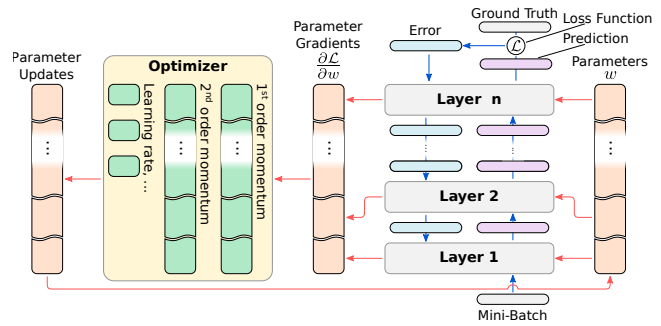 Ground Truth
Loss Function
Error
ℒ
Prediction
Parameter
Updates
Optimizer
Parameter
Gradients
∂ℒ
∂w
Parameters
w
Learning rate, ...
2nd order momentum
1st order momentum
...
...
...
...
...
Layer n
...
...
Layer 2
Layer 1
Mini-Batch